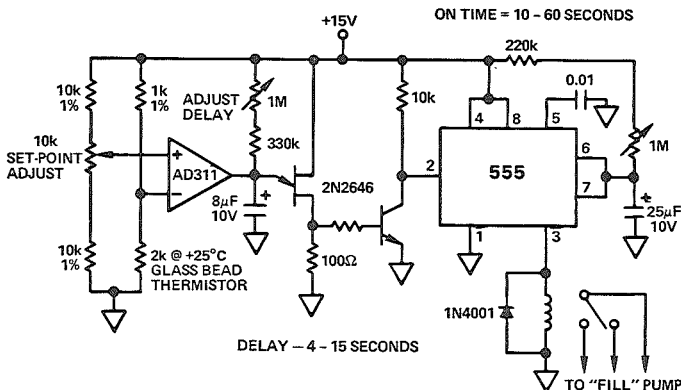 ON TIME = 10 – 60 SECONDS
+15V
220k
0.01
10k
1%
1k
1%
ADJUST
DELAY
1M
10k
4
8
5
10k
SET-POINT
ADJUST
330k
+
AD311
–
2N2646
2
555
6
7
1M
8µF
10V
+
+
25µF
10V
10k
1%
2k @ +25°C
GLASS BEAD
THERMISTOR
100Ω
1
3
1N4001
DELAY – 4 – 15 SECONDS
TO "FILL" PUMP